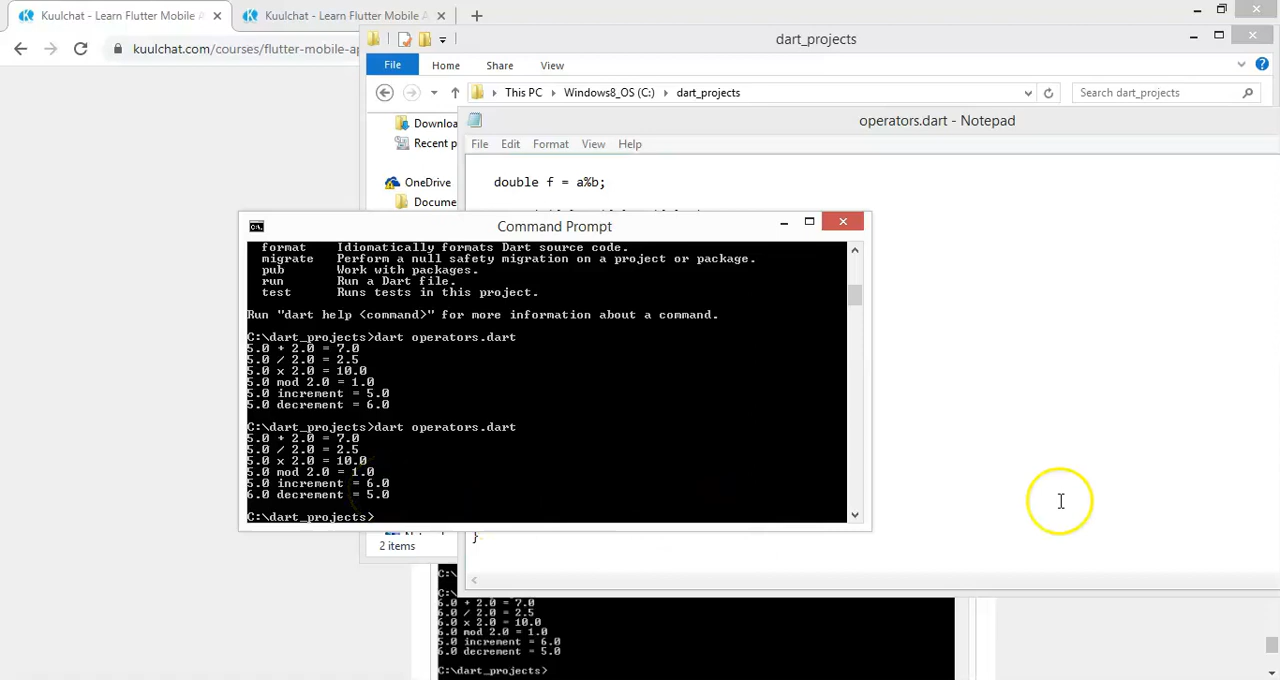 Kuulchat - Learn Flutter Mobile A
Kuulchat - Learn Flutter Mobile A
kuulchat.com/courses/flutter-mobile-ap
dart_projects
File Home Share View
This PC Windows8_OS (C:) dart_projects
Search dart_projects
Downloa
Recent p
OneDrive
Docume
operators.dart - Notepad
File Edit Format View Help
double f = a%b;
Command Prompt
format Idiomatically formats Dart source code.
migrate Perform a null safety migration on a project or package.
pub Work with packages.
run Run a Dart file.
test Runs tests in this project.
Run "dart help <command>" for more information about a command.
C:\dart_projects>dart operators.dart
5.0 + 2.0 = 7.0
5.0 / 2.0 = 2.5
5.0 x 2.0 = 10.0
5.0 mod 2.0 = 1.0
5.0 increment = 5.0
5.0 decrement = 6.0
C:\dart_projects>dart operators.dart
5.0 + 2.0 = 7.0
5.0 / 2.0 = 2.5
5.0 x 2.0 = 10.0
5.0 mod 2.0 = 1.0
5.0 increment = 6.0
6.0 decrement = 5.0
C:\dart_projects>
}
2 items
C:\
C:\
6.0 + 2.0 = 7.0
6.0 / 2.0 = 2.5
6.0 x 2.0 = 10.0
6.0 mod 2.0 = 1.0
5.0 increment = 6.0
6.0 decrement = 5.0
C:\dart_projects>